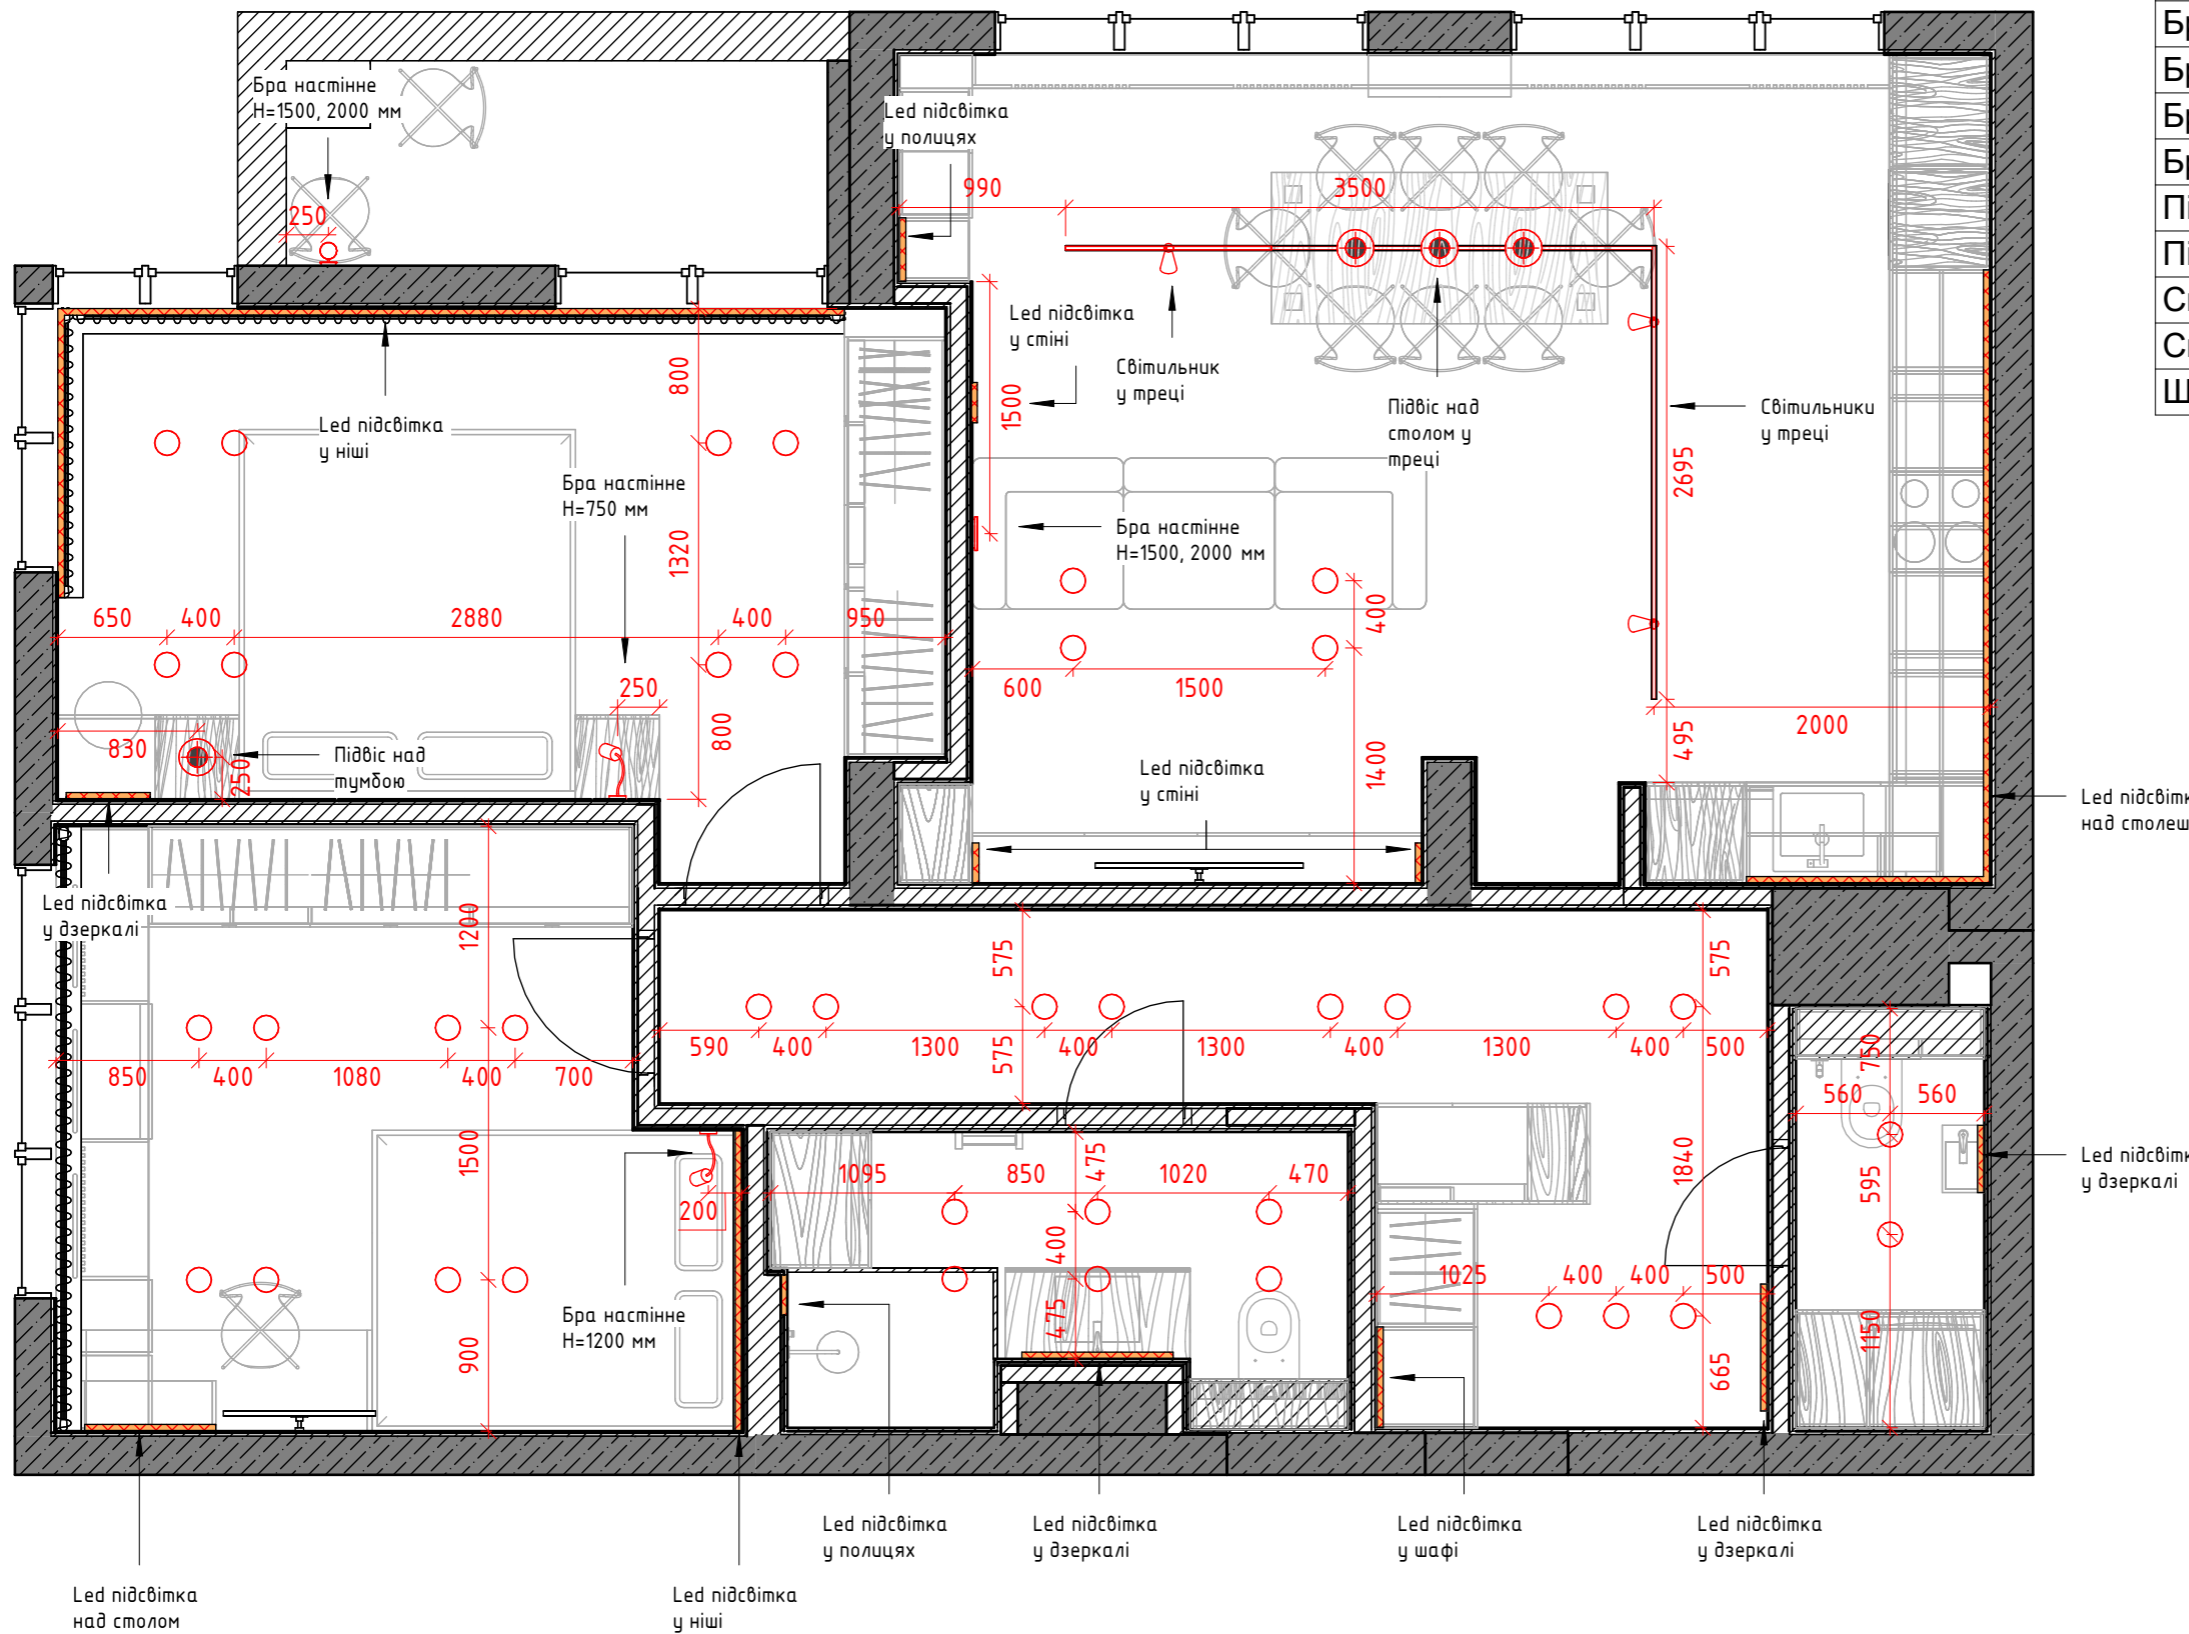 Бра настінне
H=1500, 2000 мм
250
Led підсвітка
у полицях
990
3500
Led підсвітка
у стіні
1500
Світильник
у треці
Підвіс над
столом у
треці
Світильники
у треці
2695
Led підсвітка
у ніші
800
Бра настінне
H=750 мм
1320
Бра настінне
H=1500, 2000 мм
650
400
2880
400
950
400
250
600
1500
800
830
250
Підвіс над
тумбою
Led підсвітка
у стіні
1400
495
2000
Led підсвітк
над столеш
Led підсвітка
у дзеркалі
1200
575
575
590
400
1300
400
1300
400
1300
400
500
575
850
400
1080
400
700
750
560
560
1500
1095
850
475
1020
470
1840
595
Led підсвітк
у дзеркалі
200
400
475
1025
400
400
500
1150
Бра настінне
H=1200 мм
900
665
Led підсвітка
у полицях
Led підсвітка
у дзеркалі
Led підсвітка
у шафі
Led підсвітка
у дзеркалі
Led підсвітка
над столом
Led підсвітка
у ніші